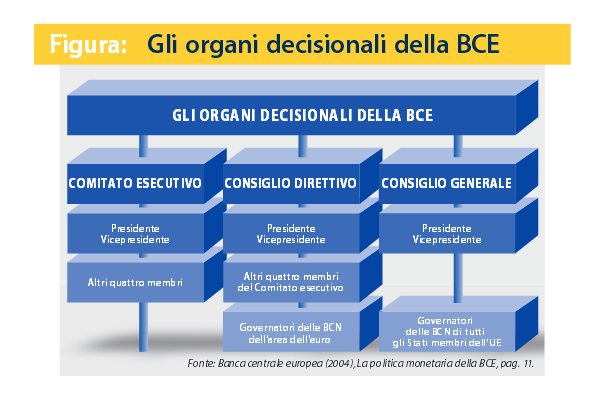 Figura: Gli organi decisionali della BCE
GLI ORGANI DECISIONALI DELLA BCE
COMITATO ESECUTIVO
CONSIGLIO DIRETTIVO
CONSIGLIO GENERALE
Presidente
Vicepresidente
Presidente
Vicepresidente
Presidente
Vicepresidente
Altri quattro membri
Altri quattro membri
del Comitato esecutivo
Governatori delle BCN
dell'area dell'euro
Governatori
delle BCN di tutti
gli Stati membri dell'UE
Fonte: Banca centrale europea (2004), La politica monetaria della BCE, pag. 11.